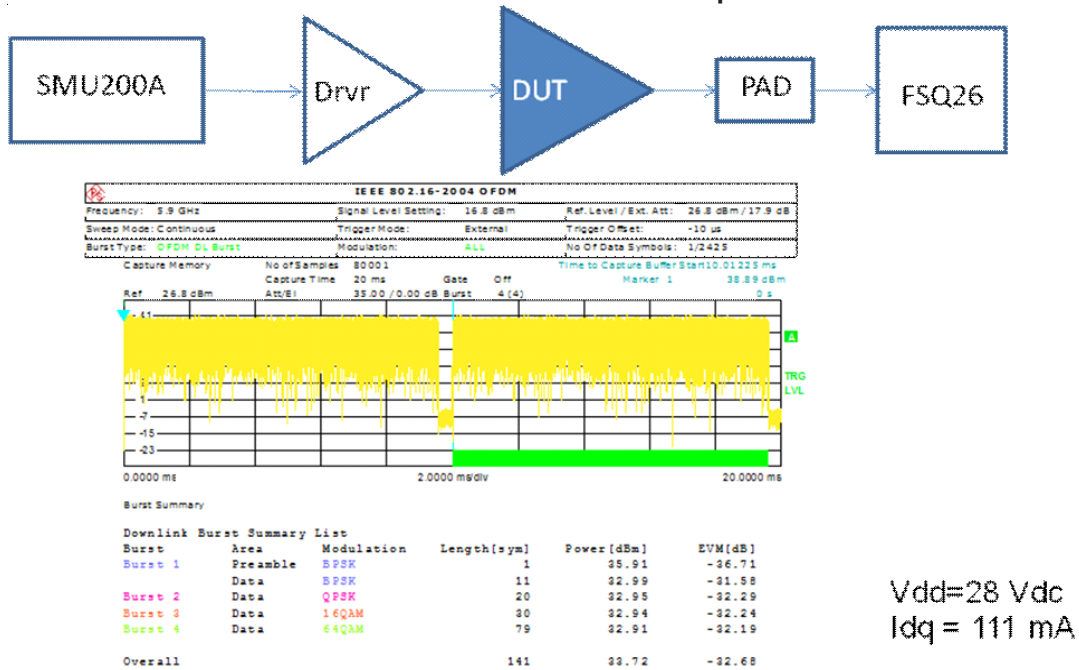 SMU200A
Drvr
DUT
PAD
FSQ26
IEEE 802.16-2004 OFDM
Frequency: 5.9 GHz Signal Level Setting: 16.8 dBm Ref. Level / Ext. Att: 26.8 dBm / 17.9 dB
Sweep Mode: Continuous Trigger Mode: External Trigger Offset: -10 µs
Burst Type: OFDM DL Burst Modulation: ALL No Of Data Symbols: 1/2425
Capture Memory No of Samples 80001 Time to Capture Buffer Start 10.01225 ms
Capture Time 20 ms Gate Off Marker 1 38.89 dBm
Ref 26.8 dBm Att/El 35.00 / 0.00 dB Burst 4 (4) 0 s
41
A
TRG
LVL
1
-7
-15
-23
0.0000 ms 2.0000 ms/div 20.0000 ms
Burst Summary
Downlink Burst Summary List
Burst Area Modulation Length[sym] Power[dBm] EVM[dB]
Burst 1 Preamble BPSK 1 35.91 -36.71
Data BPSK 11 32.99 -31.58
Burst 2 Data QPSK 20 32.95 -32.29
Burst 3 Data 16QAM 30 32.94 -32.24
Burst 4 Data 64QAM 79 32.91 -32.19
Overall 141 33.72 -32.68
Vdd=28 Vdc
Idq = 111 mA